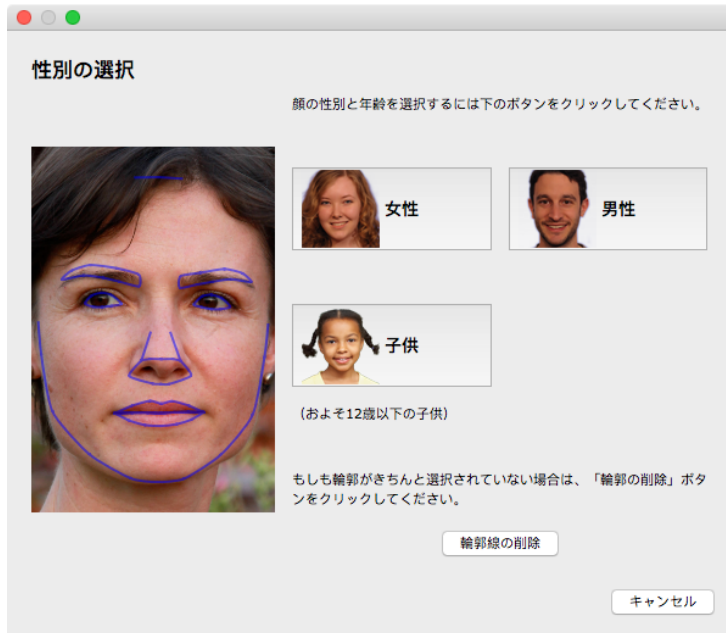 性別の選択
顔の性別と年齢を選択するには下のボタンをクリックしてください。
女性
男性
子供
（およそ12歳以下の子供）
もしも輪郭がきちんと選択されていない場合は、「輪郭の削除」ボタ
ンをクリックしてください。
輪郭線の削除
キャンセル